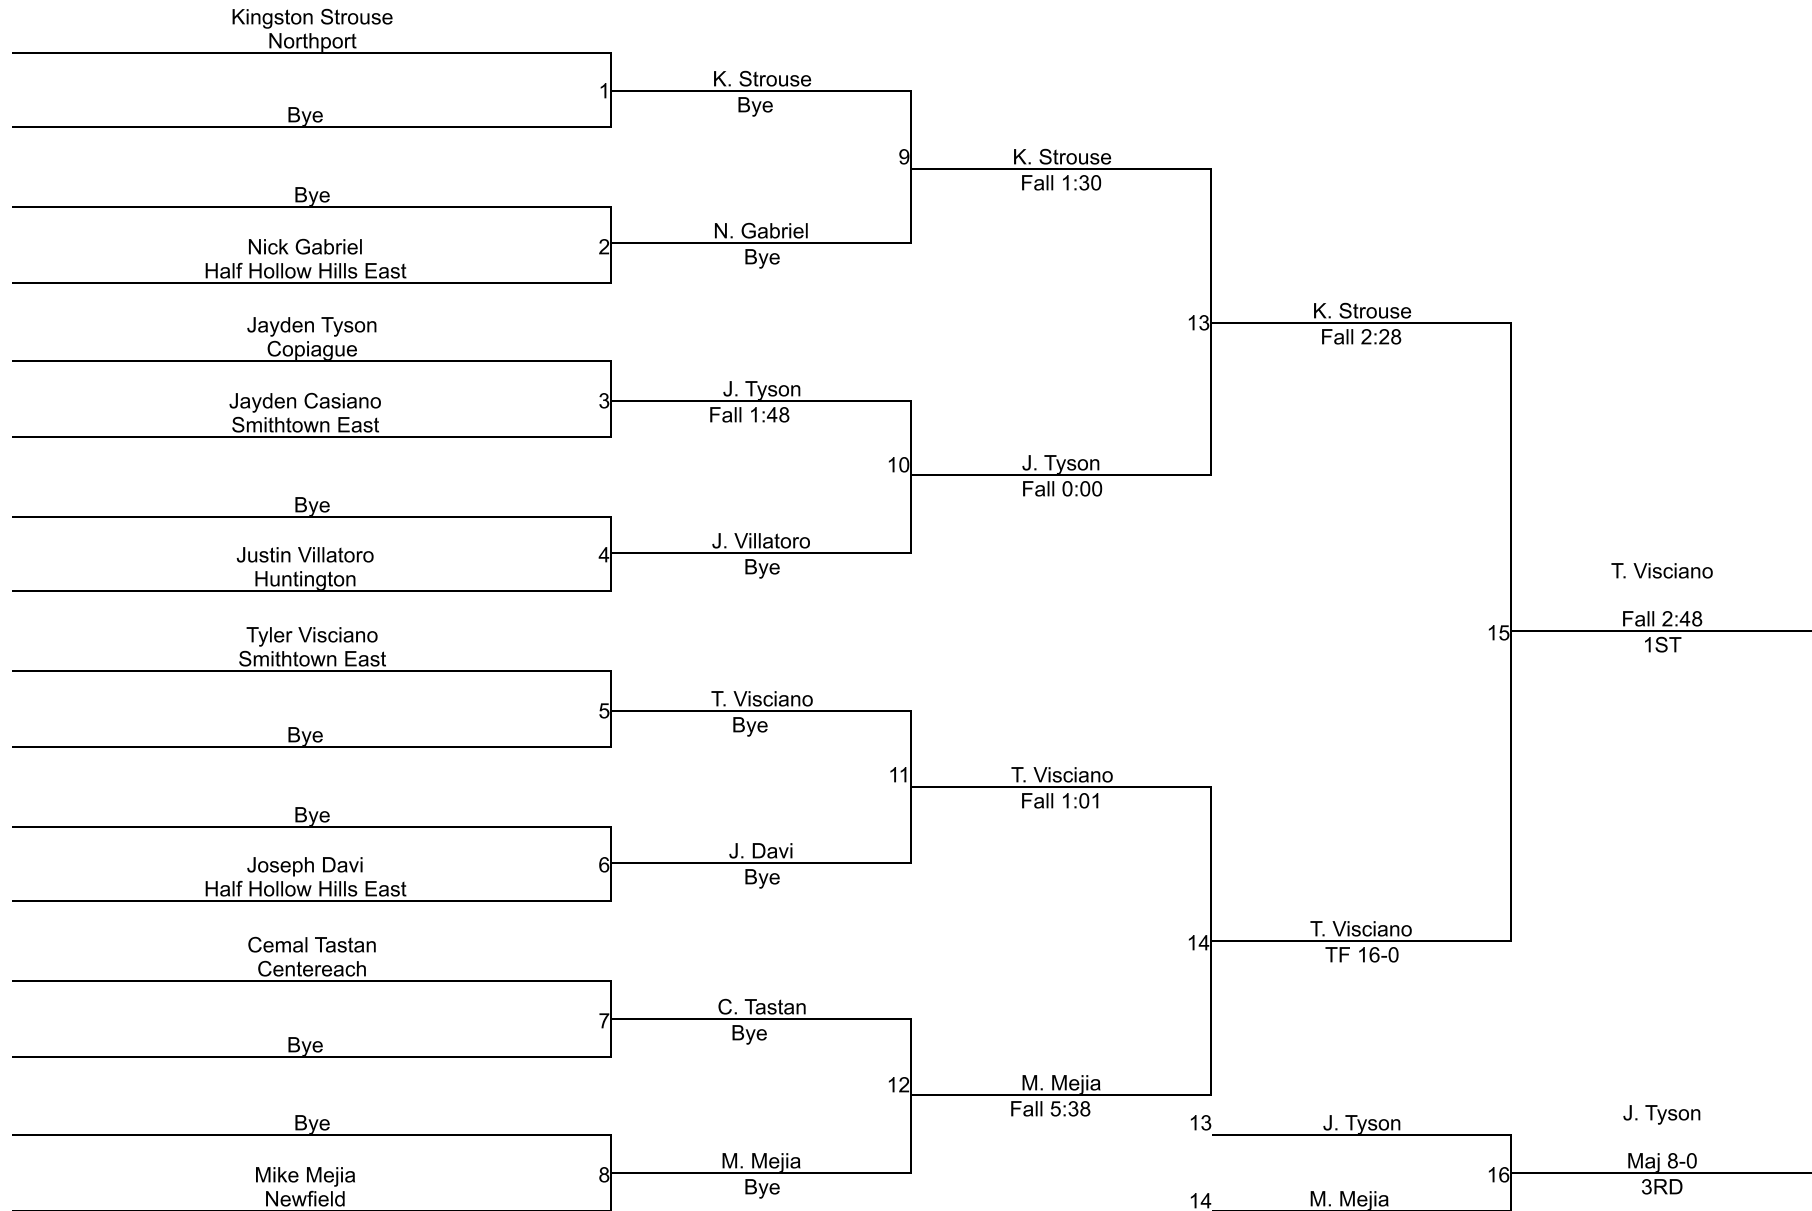 Kingston Strouse
Northport
1
Bye
K. Strouse
Bye
9
Bye
Nick Gabriel
Half Hollow Hills East
2
N. Gabriel
Bye
K. Strouse
Fall 1:30
13
Jayden Tyson
Copiague
3
Jayden Casiano
Smithtown East
J. Tyson
Fall 1:48
10
Bye
Justin Villatoro
Huntington
4
J. Villatoro
Bye
J. Tyson
Fall 0:00
K. Strouse
Fall 2:28
15
Tyler Visciano
Smithtown East
5
Bye
T. Visciano
Bye
11
Bye
Joseph Davi
Half Hollow Hills East
6
J. Davi
Bye
T. Visciano
Fall 1:01
14
Cemal Tastan
Centereach
7
Bye
C. Tastan
Bye
12
Bye
Mike Mejia
Newfield
8
M. Mejia
Bye
M. Mejia
Fall 5:38
T. Visciano
TF 16-0
T. Visciano
Fall 2:48
1ST
13
J. Tyson
16
14
M. Mejia
J. Tyson
Maj 8-0
3RD